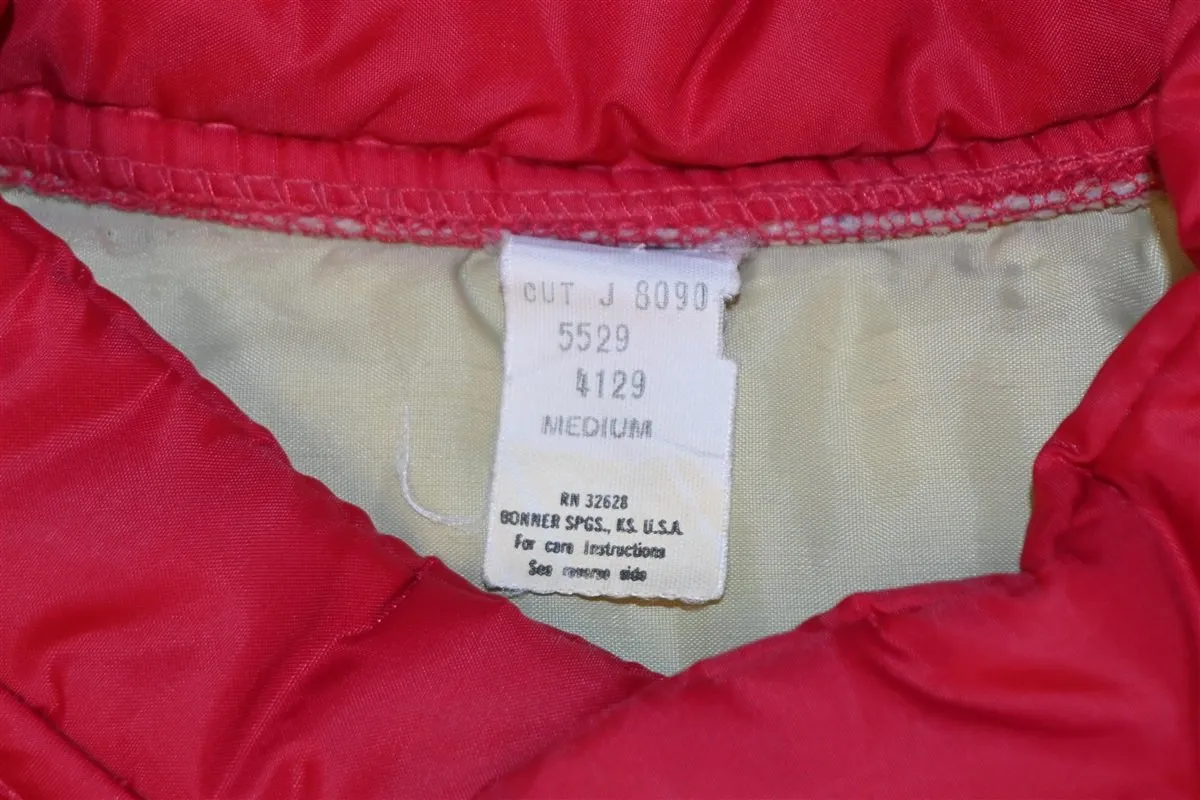 CUT J 8090
5529
4129
MEDIUM
RN 32628
BONNER SPGS., KS. U.S.A.
For care Instructions
See reverse side